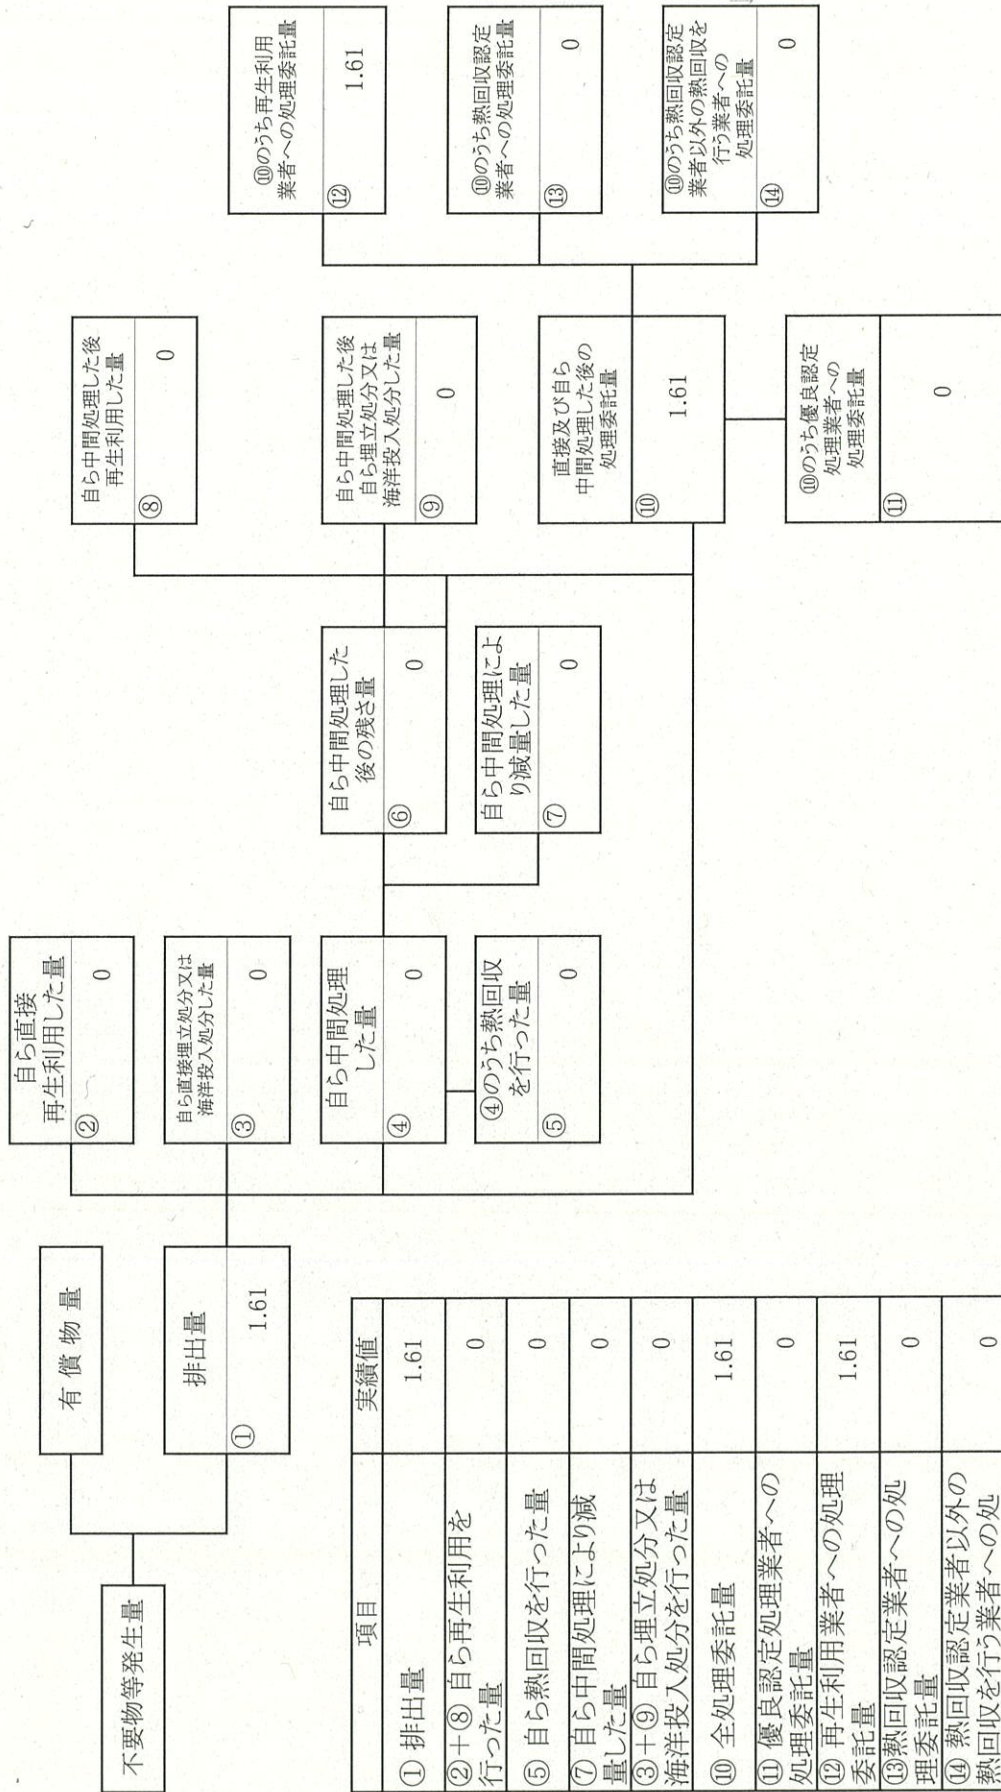 不要物等発生量
有償物量
排出量
①
1.61
自ら直接
再生利用した量
②
0
自ら直接埋立処分又は
海洋投入処分した量
③
0
自ら中間処理
した量
④
0
④のうち熱回収
を行った量
⑤
0
自ら中間処理した
後の残さ量
⑥
0
自ら中間処理によ
り減量した量
⑦
0
自ら中間処理した後
再生利用した量
⑧
0
自ら中間処理した後
自ら埋立処分又は
海洋投入処分した量
⑨
0
直接及び自ら
中間処理した後の
処理委託量
⑩
1.61
⑩のうち優良認定
処理業者への
処理委託量
⑪
0
⑩のうち再生利用
業者への処理委託量
⑫
1.61
⑩のうち熱回収認定
業者への処理委託量
⑬
0
⑩のうち熱回収認定
業者以外の熱回収を
行う業者への
処理委託量
⑭
0
項目 実績値
① 排出量 1.61
②+⑧ 自ら再生利用を
行った量 0
⑤ 自ら熱回収を行った量 0
⑦ 自ら中間処理により減
量した量 0
③+⑨ 自ら埋立処分又は
海洋投入処分を行った量 0
⑩ 全処理委託量 1.61
⑪ 優良認定処理業者への
処理委託量 0
⑫ 再生利用業者への処理
委託量 1.61
⑬熱回収認定業者への処
理委託量 0
⑭ 熱回収認定業者以外の
熱回収を行う業者への処 0